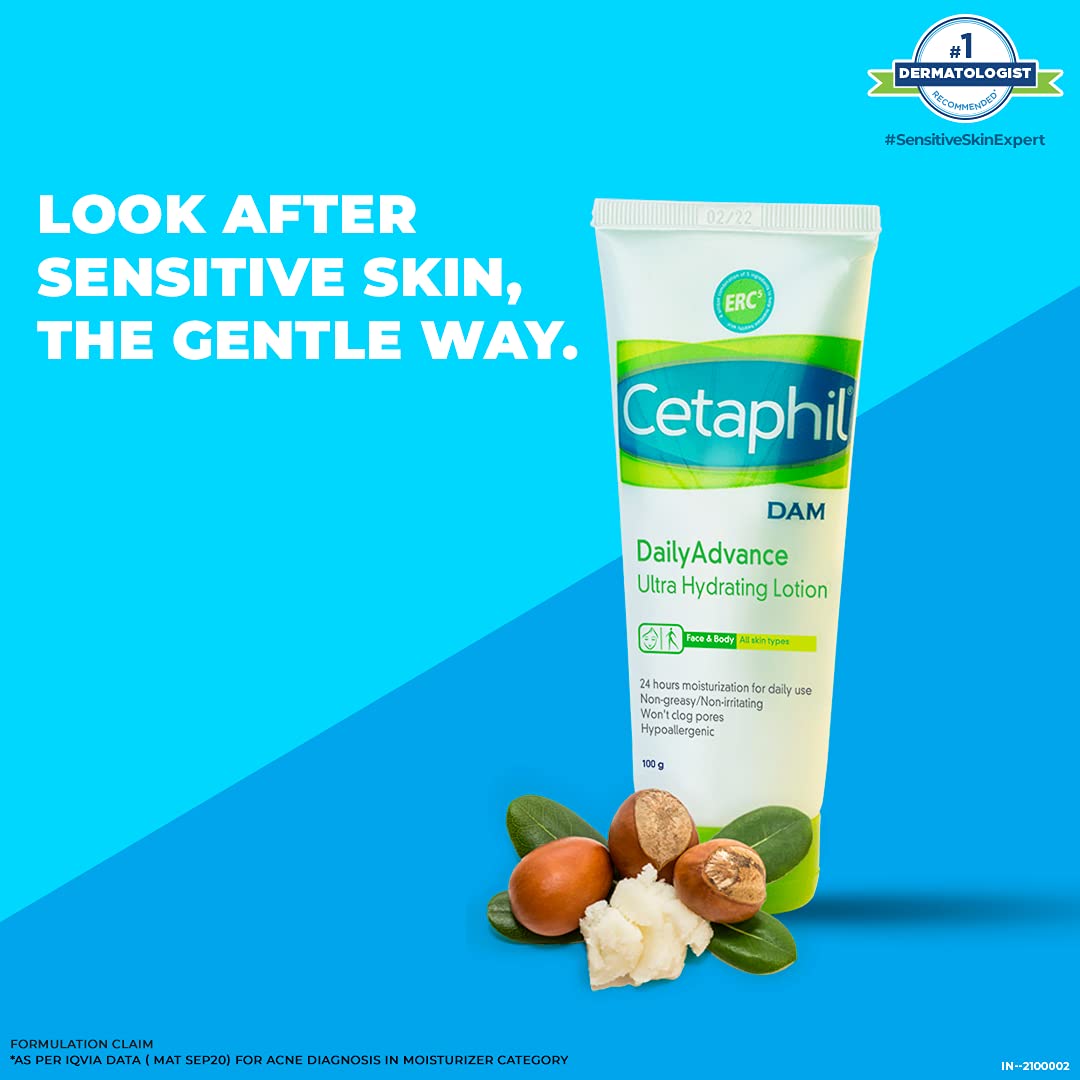 #1
DERMATOLOGIST
RECOMMENDED*
#SensitiveSkinExpert
LOOK AFTER
SENSITIVE SKIN,
THE GENTLE WAY.
02/22
ERC5
Cetaphil®
DAM
DailyAdvance
Ultra Hydrating Lotion
Face & Body All skin types
24 hours moisturization for daily use
Non-greasy/Non-irritating
Won't clog pores
Hypoallergenic
100 g
FORMULATION CLAIM
*AS PER IQVIA DATA ( MAT SEP20) FOR ACNE DIAGNOSIS IN MOISTURIZER CATEGORY
IN--2100002